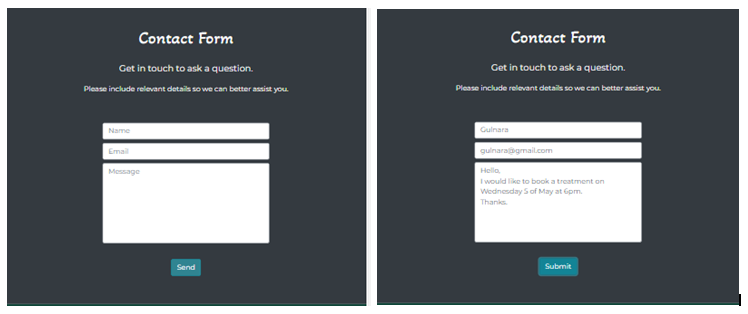 Contact Form
Get in touch to ask a question.
Please include relevant details so we can better assist you.
Name
Email
Message
Send
Contact Form
Get in touch to ask a question.
Please include relevant details so we can better assist you.
Gulnara
gulnara@gmail.com
Hello,
I would like to book a treatment on
Wednesday 5 of May at 6pm.
Thanks.
Submit